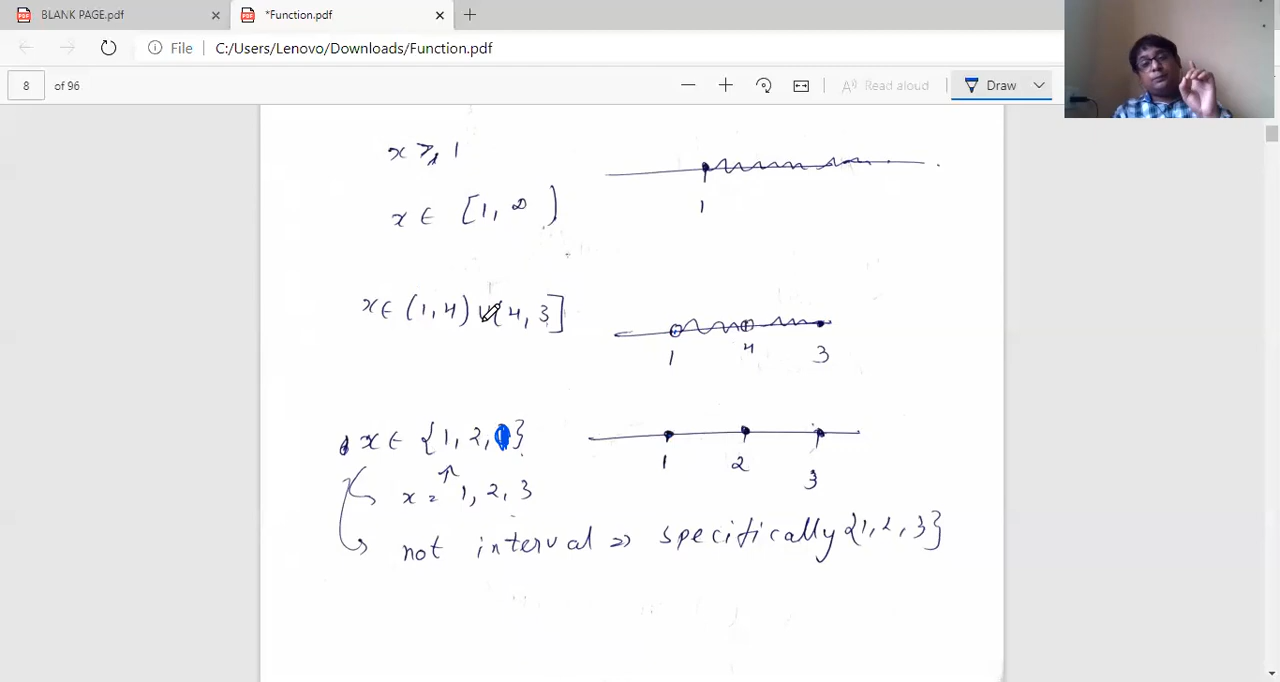 BLANK PAGE.pdf
*Function.pdf
File
C:/Users/Lenovo/Downloads/Function.pdf
8 of 96
Read aloud
Draw
x ≥ 1
1
x ∈ [1, ∞ )
x ∈ (1, 4) ∪ (4, 3]
1 4 3
x ∈ {1, 2, }
1 2 3
x = 1, 2, 3
not interval ⇒ specifically {1, 2, 3}